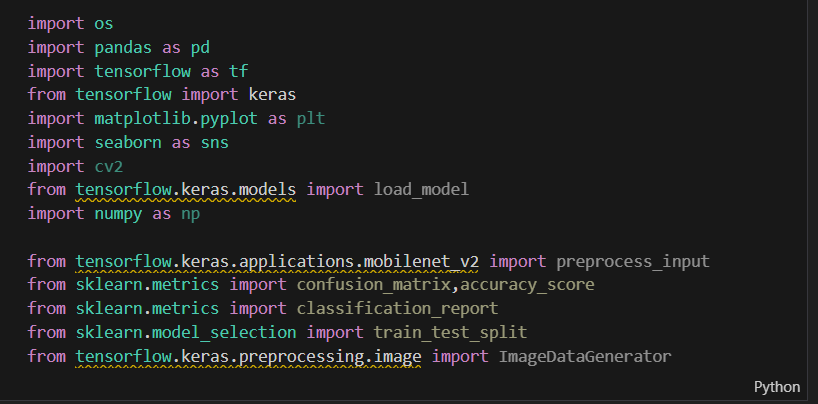 import os
import pandas as pd
import tensorflow as tf
from tensorflow import keras
import matplotlib.pyplot as plt
import seaborn as sns
import cv2
from tensorflow.keras.models import load_model
import numpy as np
from tensorflow.keras.applications.mobilenet_v2 import preprocess_input
from sklearn.metrics import confusion_matrix,accuracy_score
from sklearn.metrics import classification_report
from sklearn.model_selection import train_test_split
from tensorflow.keras.preprocessing.image import ImageDataGenerator
Python